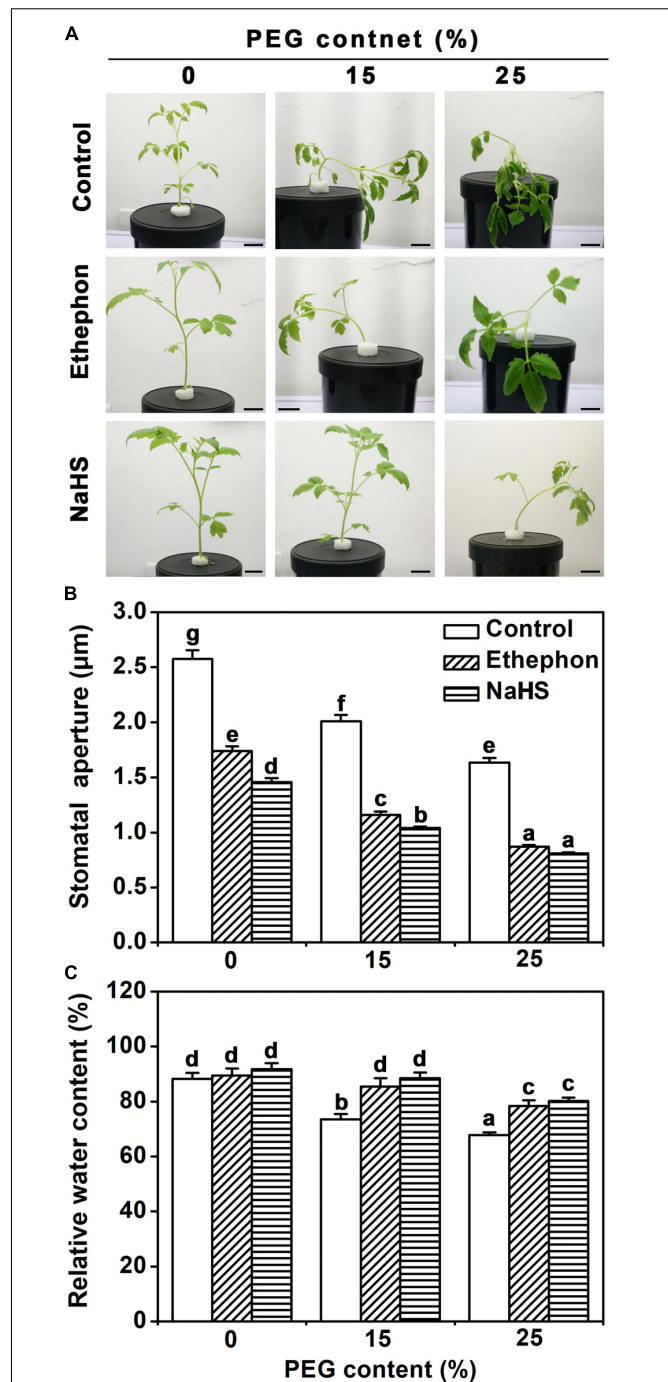 A
PEG contnet (%)
0 15 25
Control
Ethephon
NaHS
B
Stomatal aperture (μm)
3.0
2.5
2.0
1.5
1.0
0.5
0.0
Control
Ethephon
NaHS
g e d f c b e a a
0 15 25
C
Relative water content (%)
120
100
80
60
40
20
0
d d d b d d a c c
0 15 25
PEG content (%)